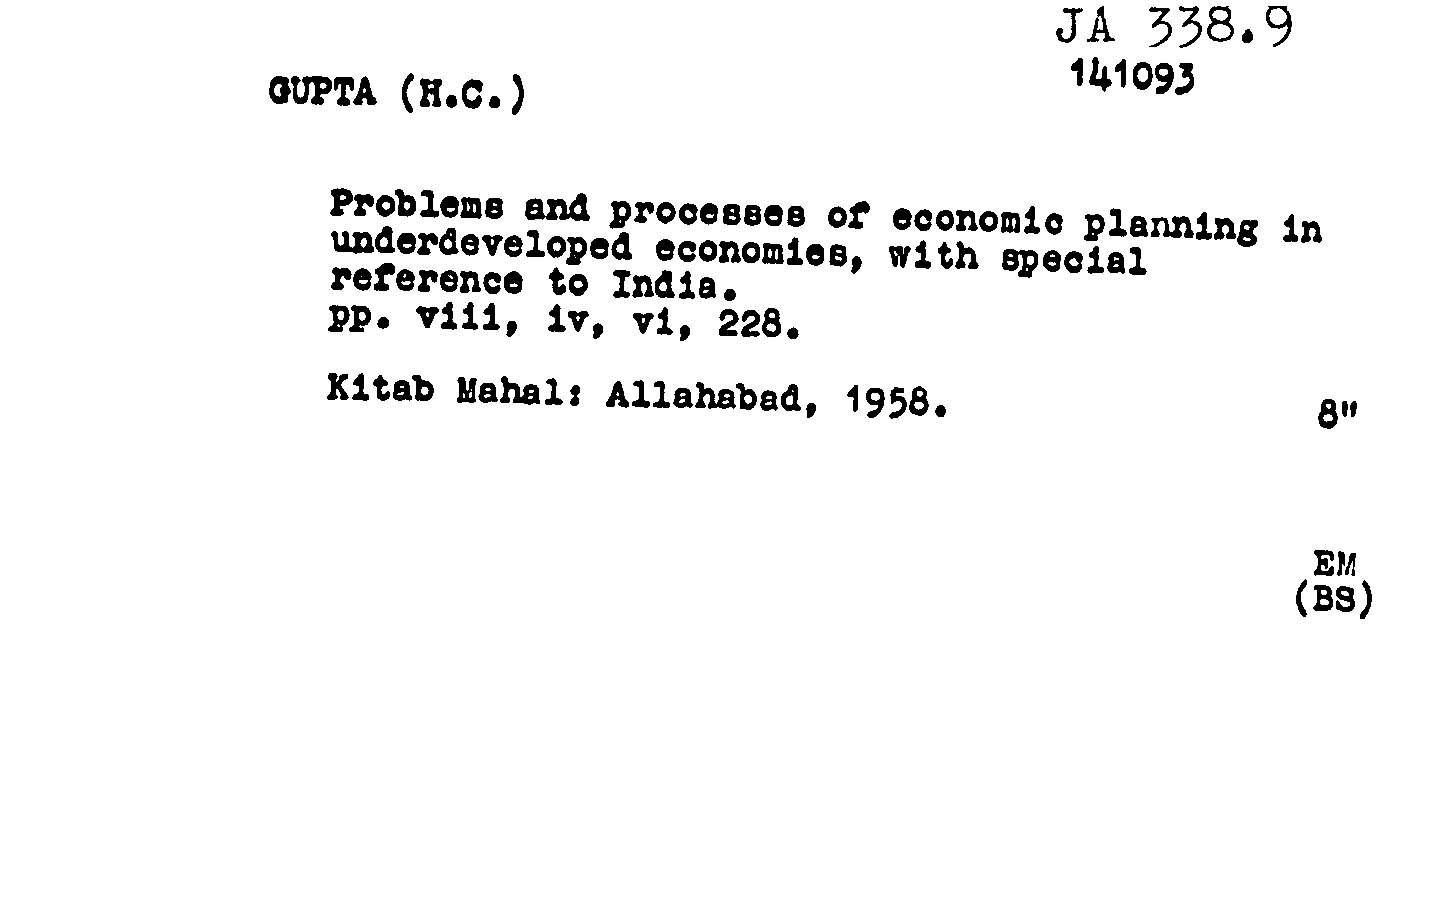 JA 338.9
141093
GUPTA (H.C.)
Problems and processes of economic planning in
underdeveloped economies, with special
reference to India.
pp. viii, iv, vi, 228.
Kitab Mahal: Allahabad, 1958.
8"
EM
(BS)